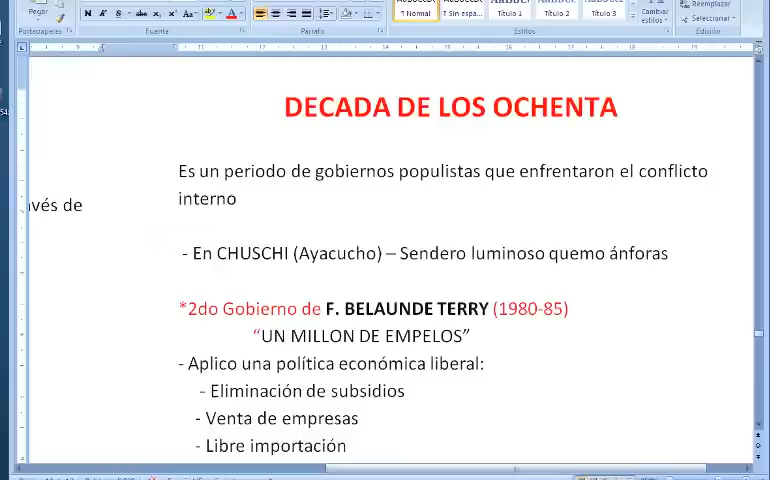 Pegar
Reemplazar
Seleccionar
¶ Normal
¶ Sin espa...
Título 1
Título 2
Título 3
Cambiar
estilos
Portapapeles
Fuente
Párrafo
Estilos
Edición
DECADA DE LOS OCHENTA
Es un periodo de gobiernos populistas que enfrentaron el conflicto
interno
avés de
- En CHUSCHI (Ayacucho) – Sendero luminoso quemo ánforas
*2do Gobierno de F. BELAUNDE TERRY (1980-85)
“UN MILLON DE EMPELOS”
- Aplico una política económica liberal:
- Eliminación de subsidios
- Venta de empresas
- Libre importación